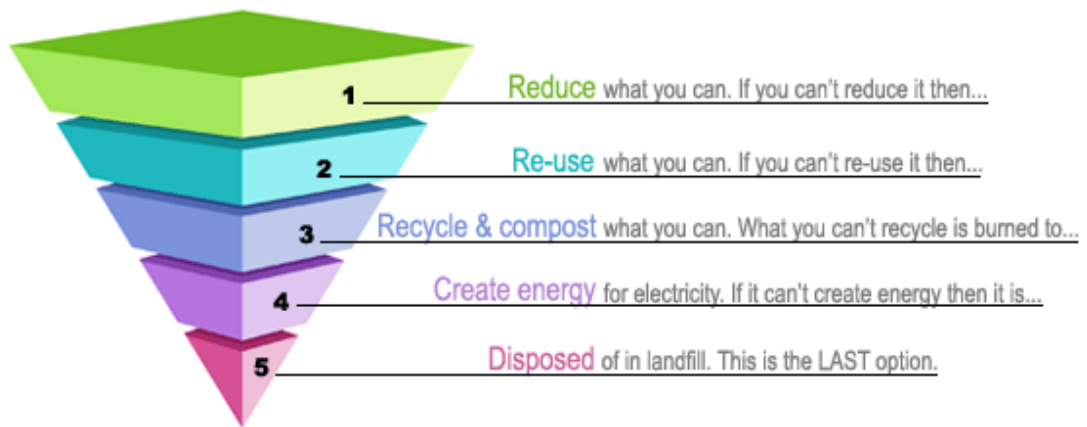 1 Reduce what you can. If you can't reduce it then...
2 Re-use what you can. If you can't re-use it then...
3 Recycle & compost what you can. What you can't recycle is burned to...
4 Create energy for electricity. If it can't create energy then it is...
5 Disposed of in landfill. This is the LAST option.